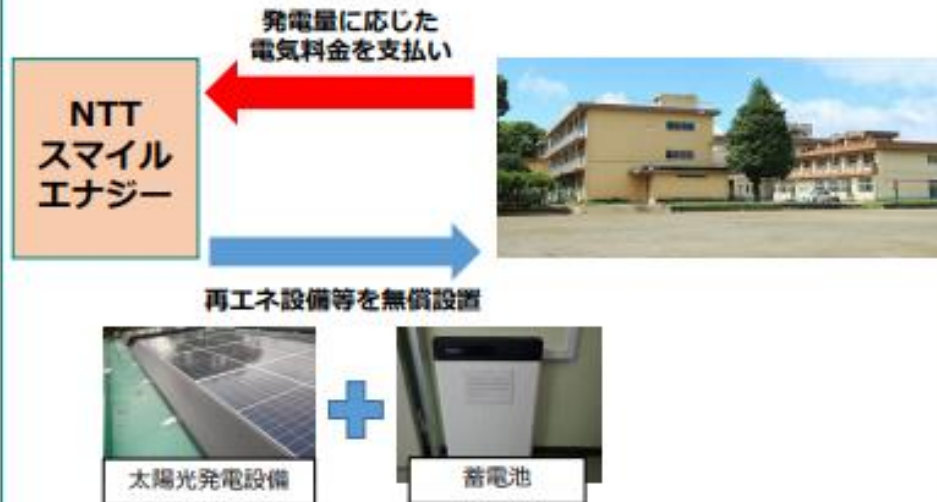 発電量に応じた
電気料金を支払い
NTT
スマイル
エナジー
再エネ設備等を無償設置
太陽光発電設備
蓄電池